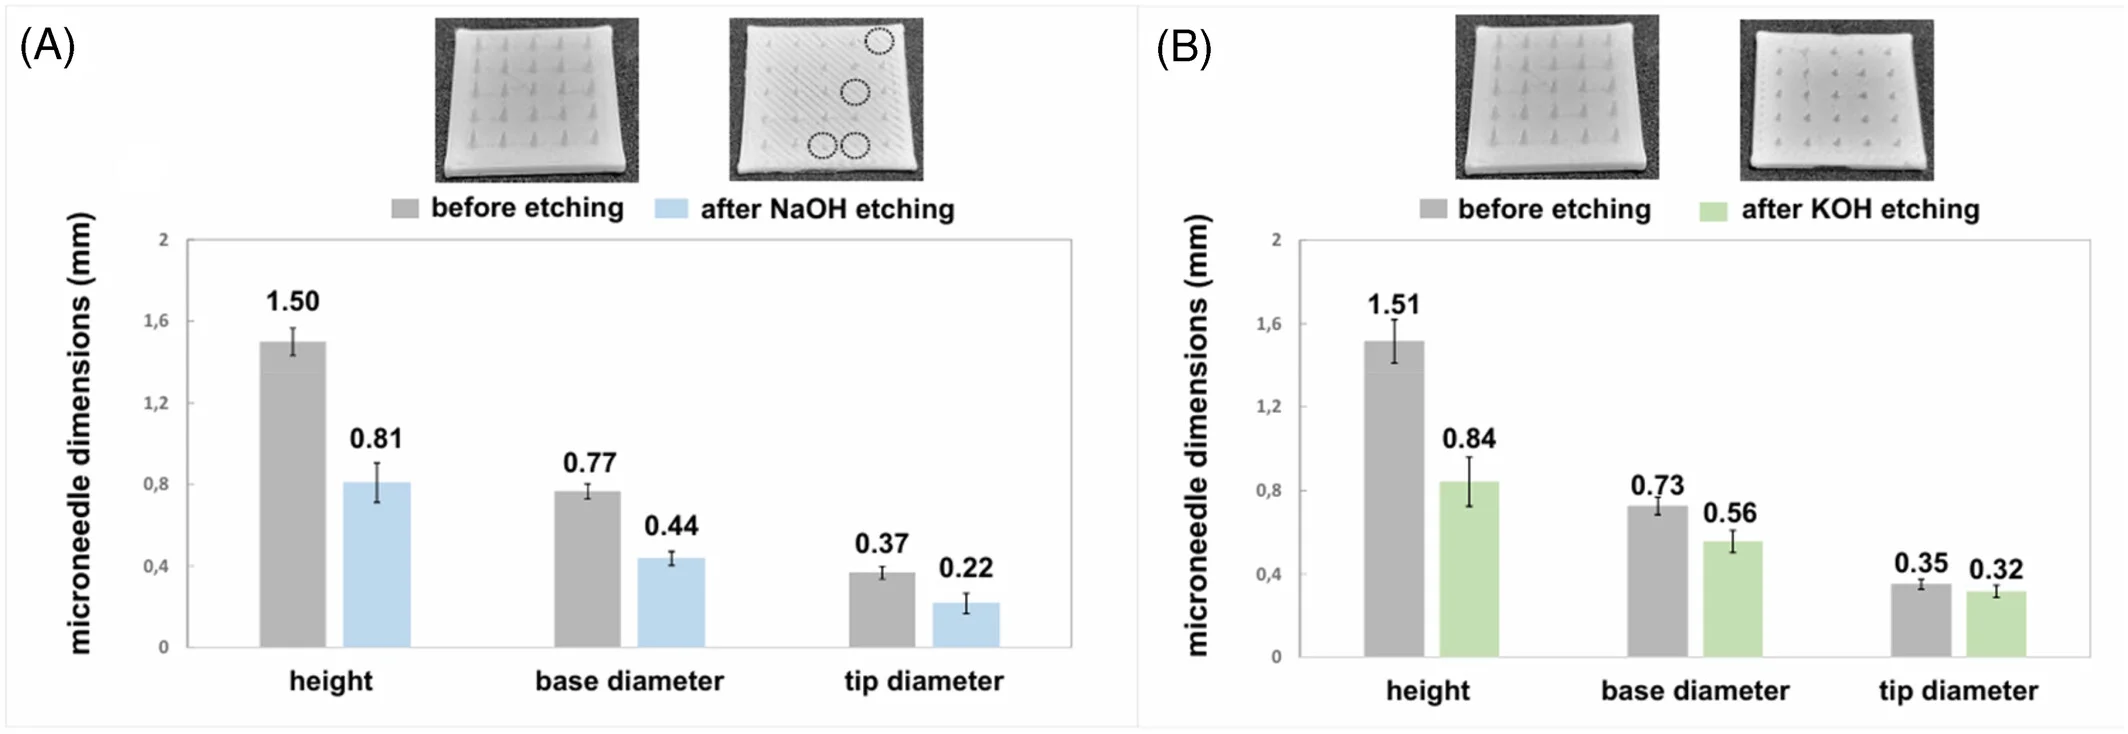 (A)
before etching
after NaOH etching
microneedle dimensions (mm)
2
1,6
1,2
0,8
0,4
0
1.50
0.81
0.77
0.44
0.37
0.22
height
base diameter
tip diameter
(B)
before etching
after KOH etching
microneedle dimensions (mm)
2
1,6
1,2
0,8
0,4
0
1.51
0.84
0.73
0.56
0.35
0.32
height
base diameter
tip diameter